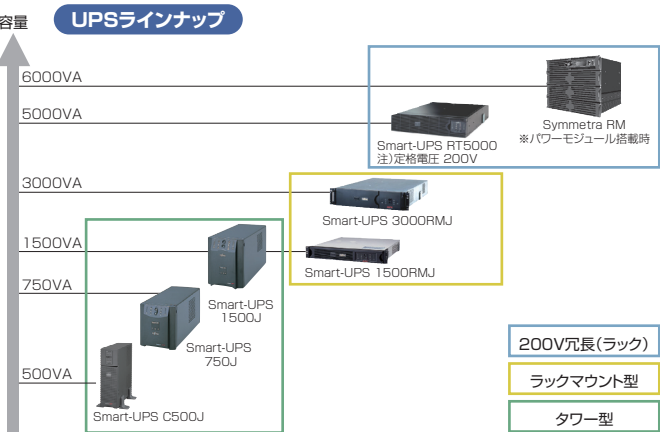 容量
UPSラインナップ
6000VA
5000VA
Symmetra RM
※パワーモジュール搭載時
Smart-UPS RT5000
注)定格電圧 200V
3000VA
Smart-UPS 3000RMJ
1500VA
Smart-UPS 1500RMJ
750VA
Smart-UPS
1500J
Smart-UPS
750J
500VA
Smart-UPS C500J
200V冗長(ラック)
ラックマウント型
タワー型